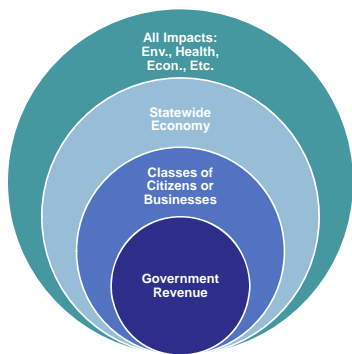 All Impacts:
Env., Health,
Econ., Etc.
Statewide
Economy
Classes of
Citizens or
Businesses
Government
Revenue